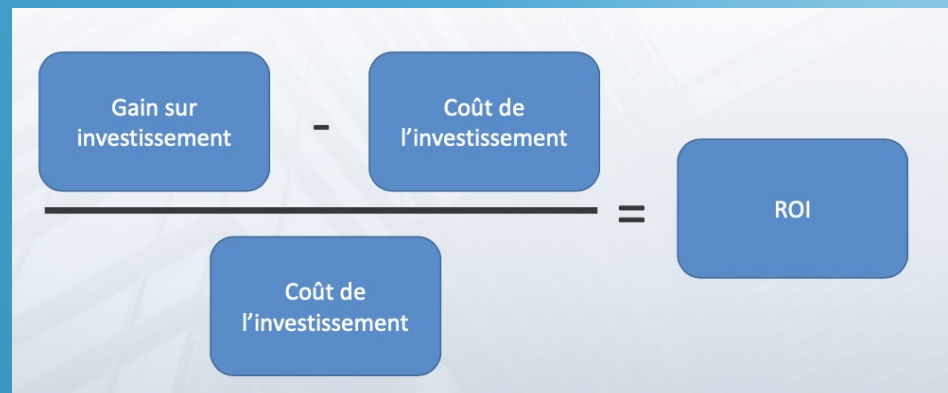 Gain sur
investissement
-
Coût de
l’investissement
=
ROI
Coût de
l’investissement